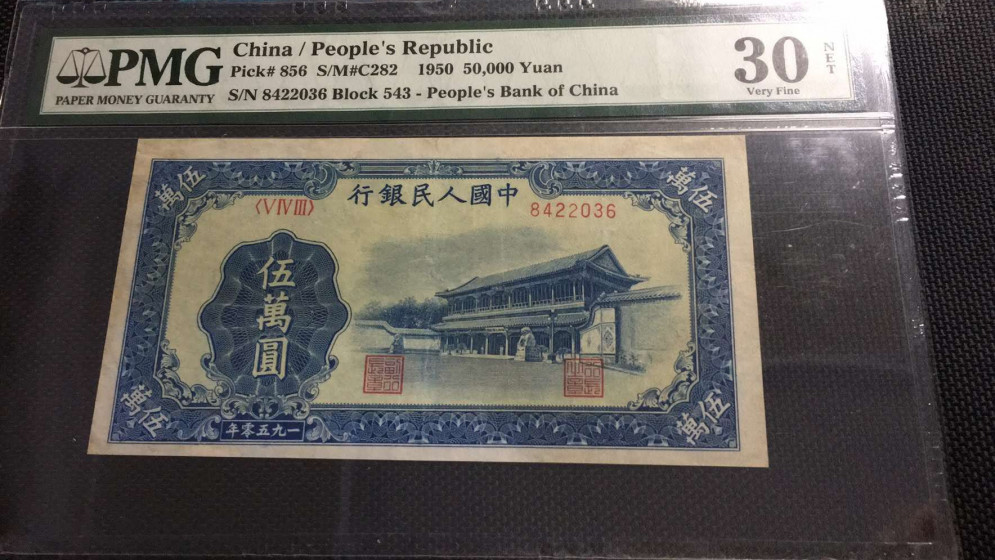 PMG
PAPER MONEY GUARANTY
China / People's Republic
Pick# 856 S/M#C282 1950 50,000 Yuan
S/N 8422036 Block 543 - People's Bank of China
30
NET
Very Fine
伍萬
伍萬
中國人民銀行
〈V IV III〉
8422036
伍萬圓
伍萬
伍萬
一九五零年